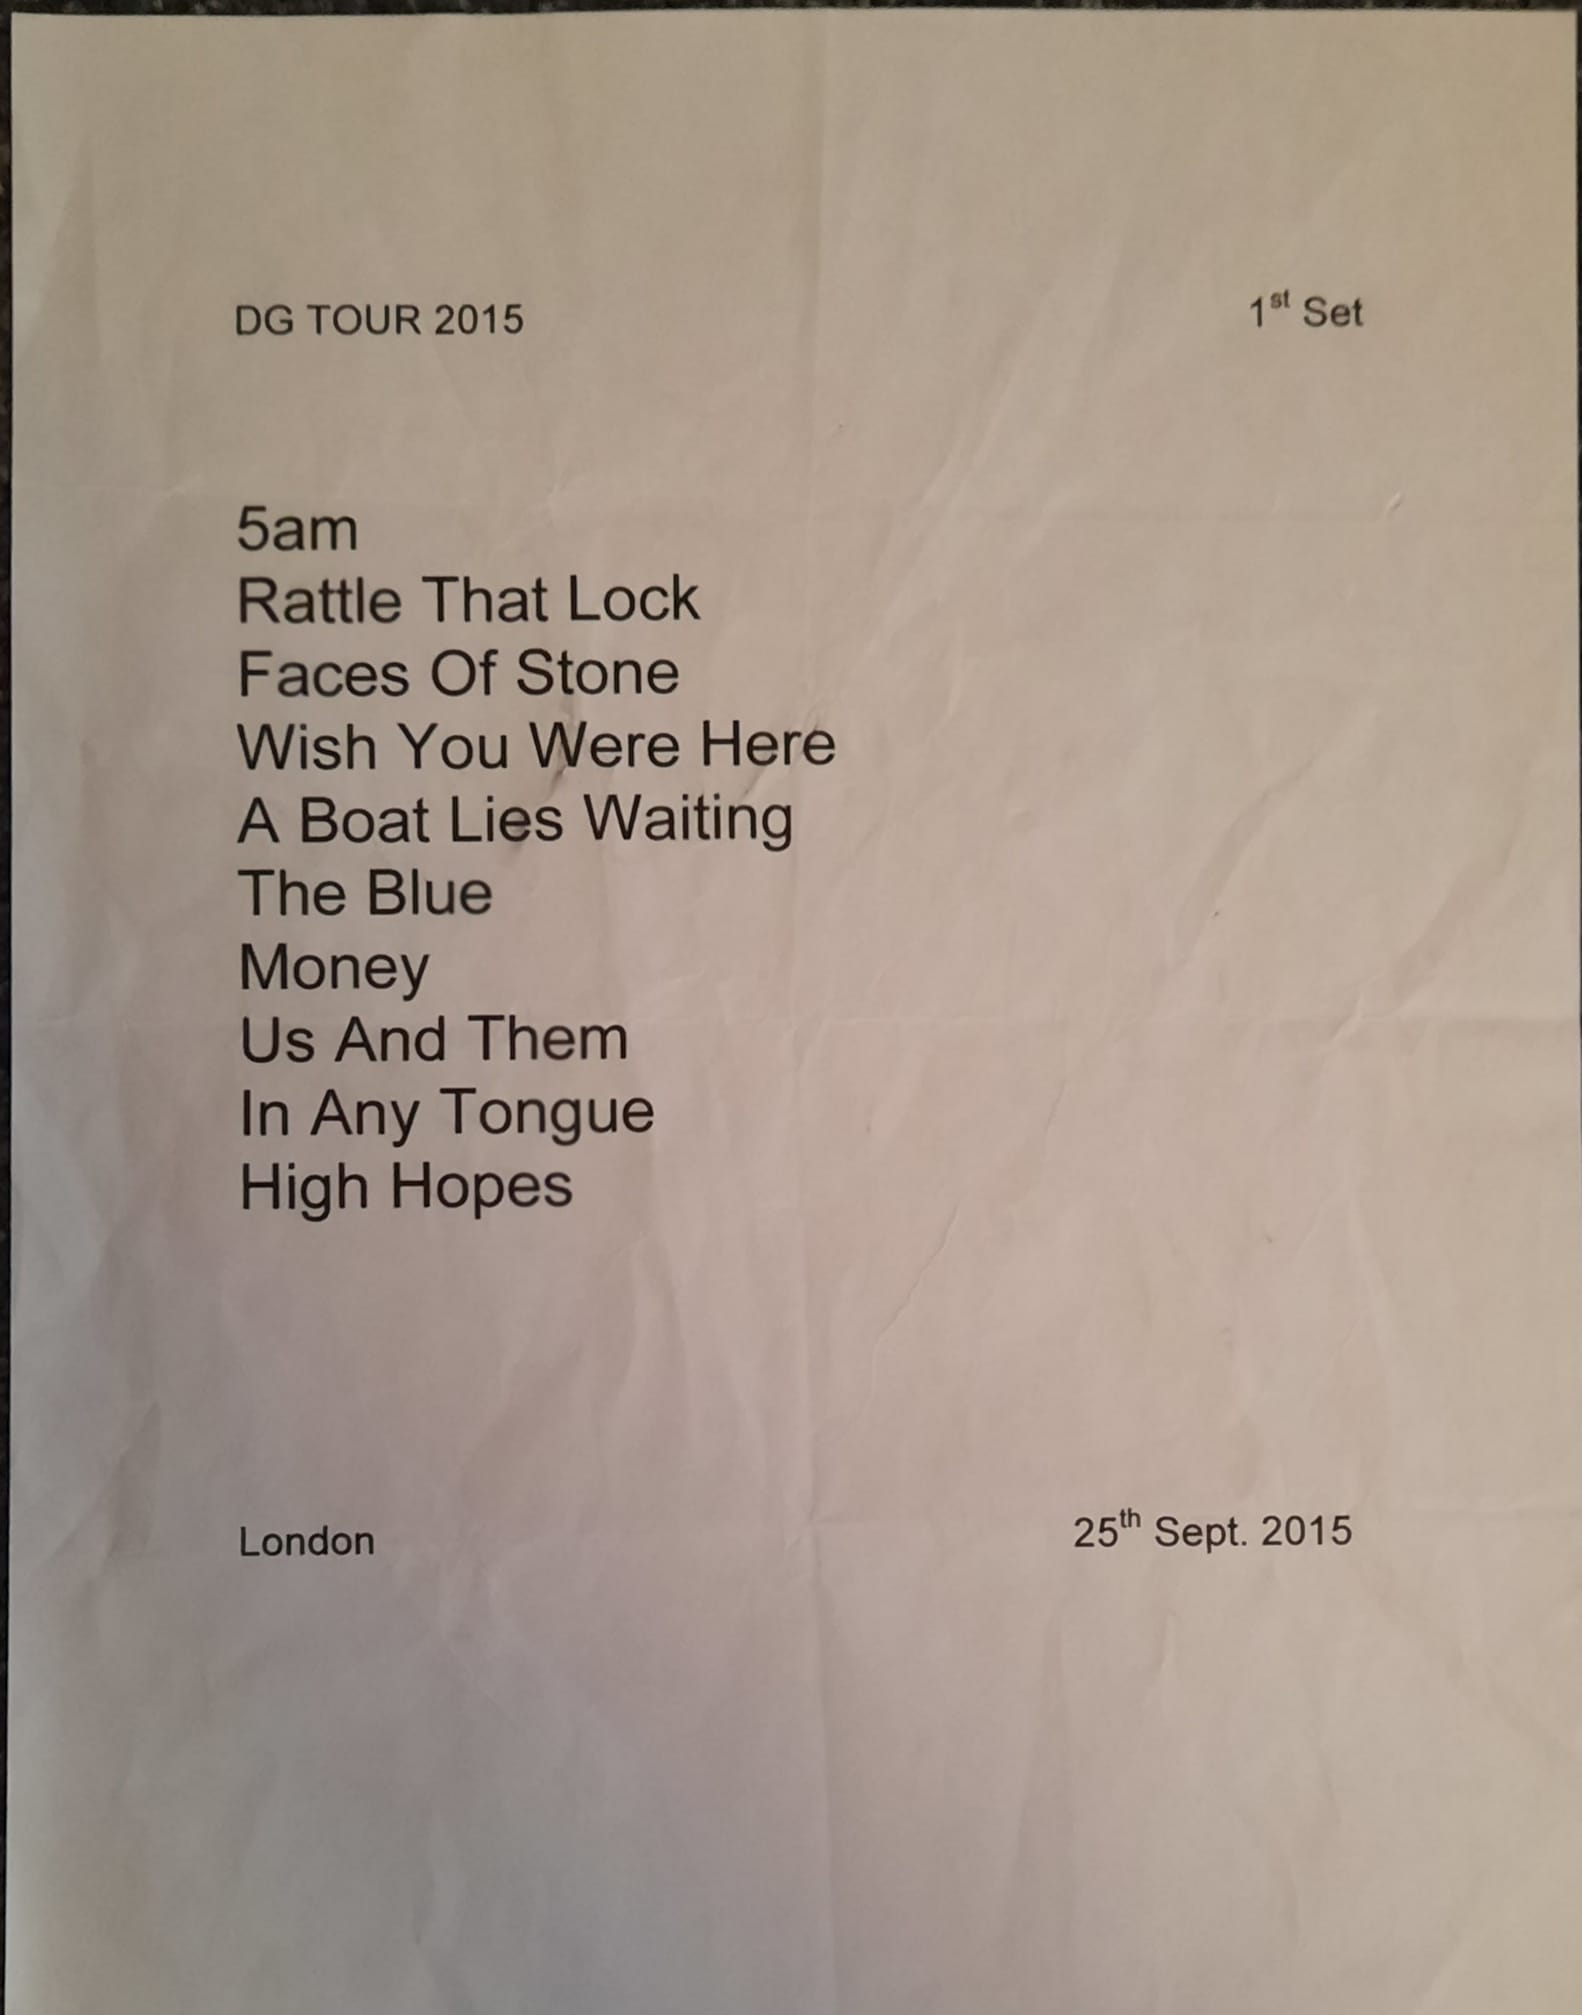 DG TOUR 2015 1st Set
5am
Rattle That Lock
Faces Of Stone
Wish You Were Here
A Boat Lies Waiting
The Blue
Money
Us And Them
In Any Tongue
High Hopes
London 25th Sept. 2015